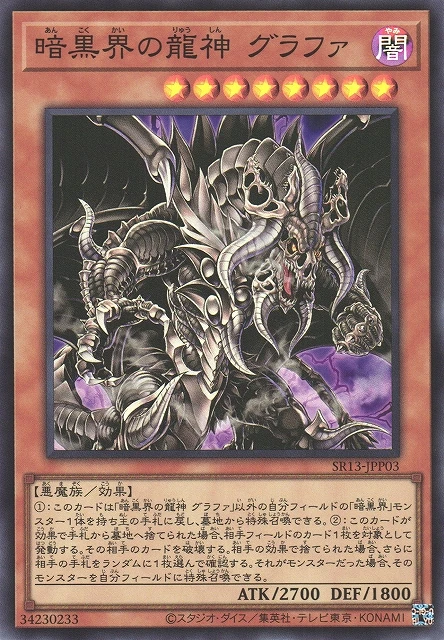 暗黒界の龍神 グラファ
闇
SR13-JPP03
【悪魔族/効果】
①:このカードは「暗黒界の龍神 グラファ」以外の自分フィールドの「暗黒界」モン
スター1体を持ち主の手札に戻し、墓地から特殊召喚できる。②:このカードが
効果で手札から墓地へ捨てられた場合、相手フィールドのカード1枚を対象として
発動する。その相手のカードを破壊する。相手の効果で捨てられた場合、さらに
相手の手札をランダムに1枚選んで確認する。それがモンスターだった場合、その
モンスターを自分フィールドに特殊召喚できる。
ATK/2700 DEF/1800
34230233 ©スタジオ・ダイス/集英社・テレビ東京・KONAMI